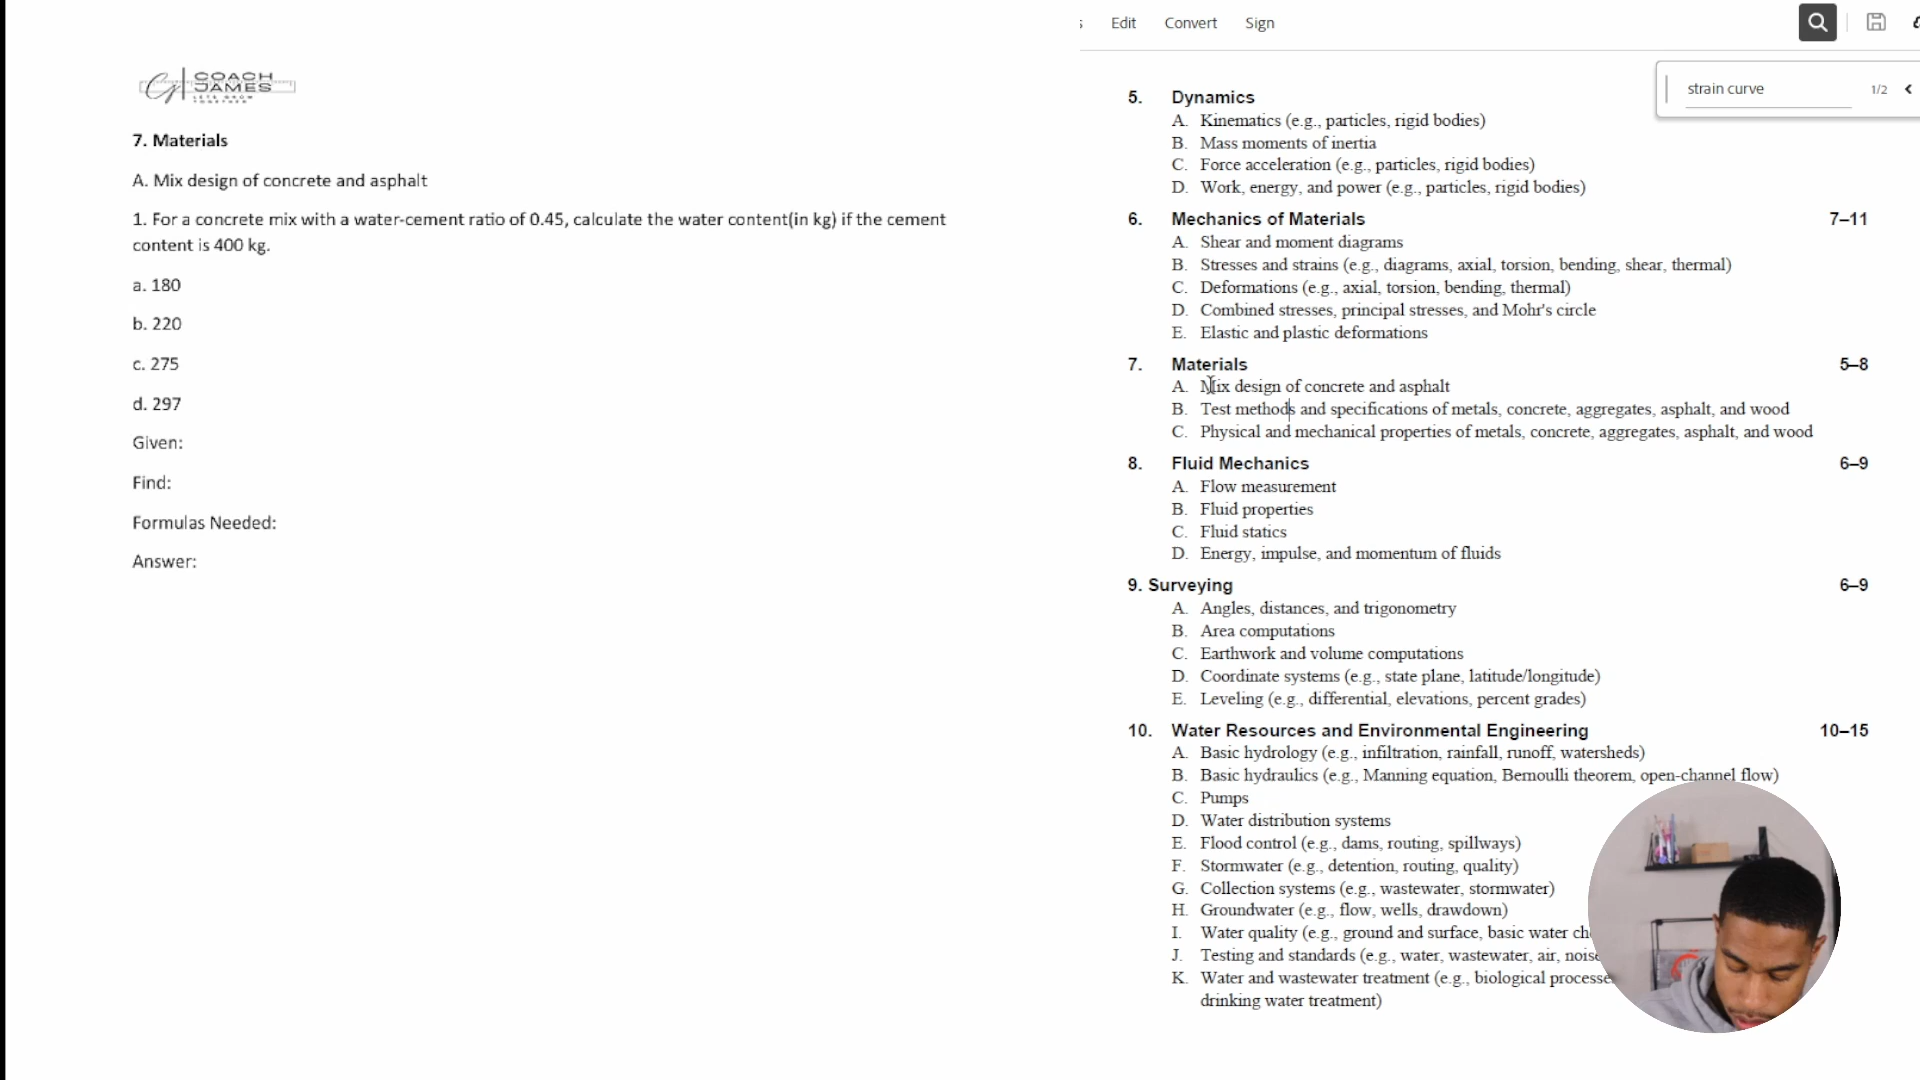 COACH
JAMES
LETS GROW
TOGETHER
7. Materials
A. Mix design of concrete and asphalt
1. For a concrete mix with a water-cement ratio of 0.45, calculate the water content(in kg) if the cement
content is 400 kg.
a. 180
b. 220
c. 275
d. 297
Given:
Find:
Formulas Needed:
Answer:
Edit Convert Sign
strain curve 1/2
5. Dynamics
A. Kinematics (e.g., particles, rigid bodies)
B. Mass moments of inertia
C. Force acceleration (e.g., particles, rigid bodies)
D. Work, energy, and power (e.g., particles, rigid bodies)
6. Mechanics of Materials 7–11
A. Shear and moment diagrams
B. Stresses and strains (e.g., diagrams, axial, torsion, bending, shear, thermal)
C. Deformations (e.g., axial, torsion, bending, thermal)
D. Combined stresses, principal stresses, and Mohr's circle
E. Elastic and plastic deformations
7. Materials 5–8
A. Mix design of concrete and asphalt
B. Test methods and specifications of metals, concrete, aggregates, asphalt, and wood
C. Physical and mechanical properties of metals, concrete, aggregates, asphalt, and wood
8. Fluid Mechanics 6–9
A. Flow measurement
B. Fluid properties
C. Fluid statics
D. Energy, impulse, and momentum of fluids
9. Surveying 6–9
A. Angles, distances, and trigonometry
B. Area computations
C. Earthwork and volume computations
D. Coordinate systems (e.g., state plane, latitude/longitude)
E. Leveling (e.g., differential, elevations, percent grades)
10. Water Resources and Environmental Engineering 10–15
A. Basic hydrology (e.g., infiltration, rainfall, runoff, watersheds)
B. Basic hydraulics (e.g., Manning equation, Bernoulli theorem, open-channel flow)
C. Pumps
D. Water distribution systems
E. Flood control (e.g., dams, routing, spillways)
F. Stormwater (e.g., detention, routing, quality)
G. Collection systems (e.g., wastewater, stormwater)
H. Groundwater (e.g., flow, wells, drawdown)
I. Water quality (e.g., ground and surface, basic water
J. Testing and standards (e.g., water, wastewater, air,
K. Water and wastewater treatment (e.g., biological
drinking water treatment)